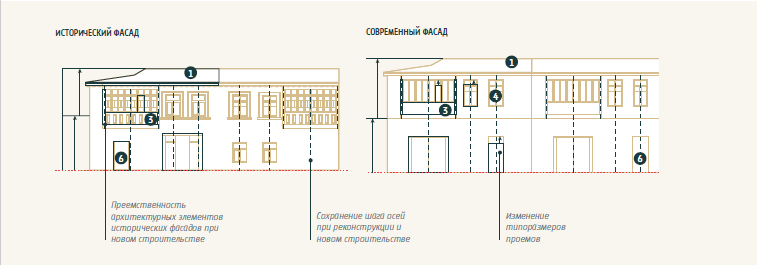 ИСТОРИЧЕСКИЙ ФАСАД
1
3
6
СОВРЕМЕННЫЙ ФАСАД
1
4
3
6
Преемственность
архитектурных элементов
исторических фасадов при
новом строительстве
Сохранение шага осей
при реконструкции и
новом строительстве
Изменение
типоразмеров
проемов